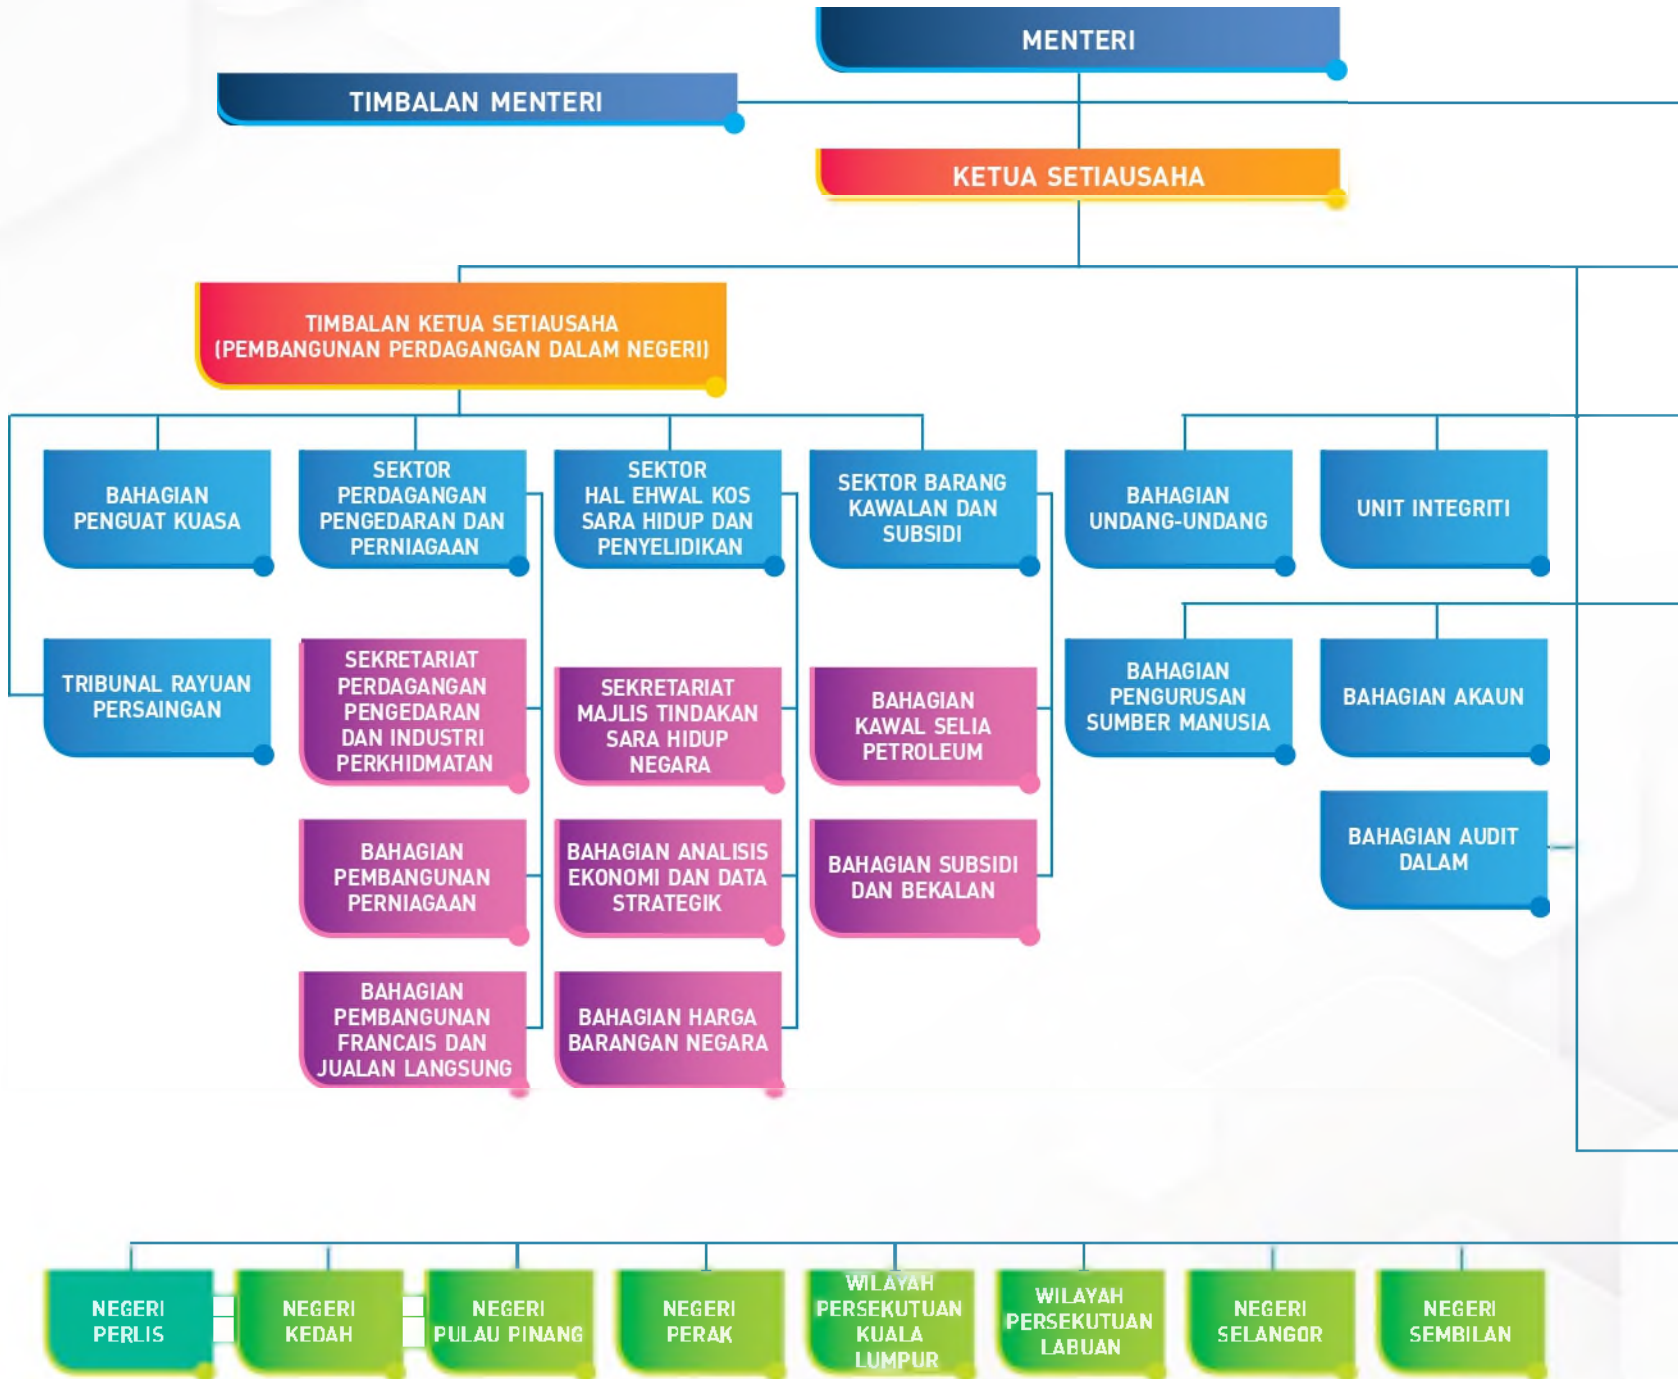 MENTERI
TIMBALAN MENTERI
KETUA SETIAUSAHA
TIMBALAN KETUA SETIAUSAHA
(PEMBANGUNAN PERDAGANGAN DALAM NEGERI)
BAHAGIAN
PENGUAT KUASA
SEKTOR
PERDAGANGAN
PENGEDARAN DAN
PERNIAGAAN
SEKTOR
HAL EHWAL KOS
SARA HIDUP DAN
PENYELIDIKAN
SEKTOR BARANG
KAWALAN DAN
SUBSIDI
BAHAGIAN
UNDANG-UNDANG
UNIT INTEGRITI
TRIBUNAL RAYUAN
PERSAINGAN
SEKRETARIAT
PERDAGANGAN
PENGEDARAN
DAN INDUSTRI
PERKHIDMATAN
SEKRETARIAT
MAJLIS TINDAKAN
SARA HIDUP
NEGARA
BAHAGIAN
KAWAL SELIA
PETROLEUM
BAHAGIAN
PENGURUSAN
SUMBER MANUSIA
BAHAGIAN AKAUN
BAHAGIAN
PEMBANGUNAN
PERNIAGAAN
BAHAGIAN ANALISIS
EKONOMI DAN DATA
STRATEGIK
BAHAGIAN SUBSIDI
DAN BEKALAN
BAHAGIAN AUDIT
DALAM
BAHAGIAN
PEMBANGUNAN
FRANCAIS DAN
JUALAN LANGSUNG
BAHAGIAN HARGA
BARANGAN NEGARA
NEGERI
PERLIS
NEGERI
KEDAH
NEGERI
PULAU PINANG
NEGERI
PERAK
WILAYAH
PERSEKUTUAN
KUALA
LUMPUR
WILAYAH
PERSEKUTUAN
LABUAN
NEGERI
SELANGOR
NEGERI
SEMBILAN